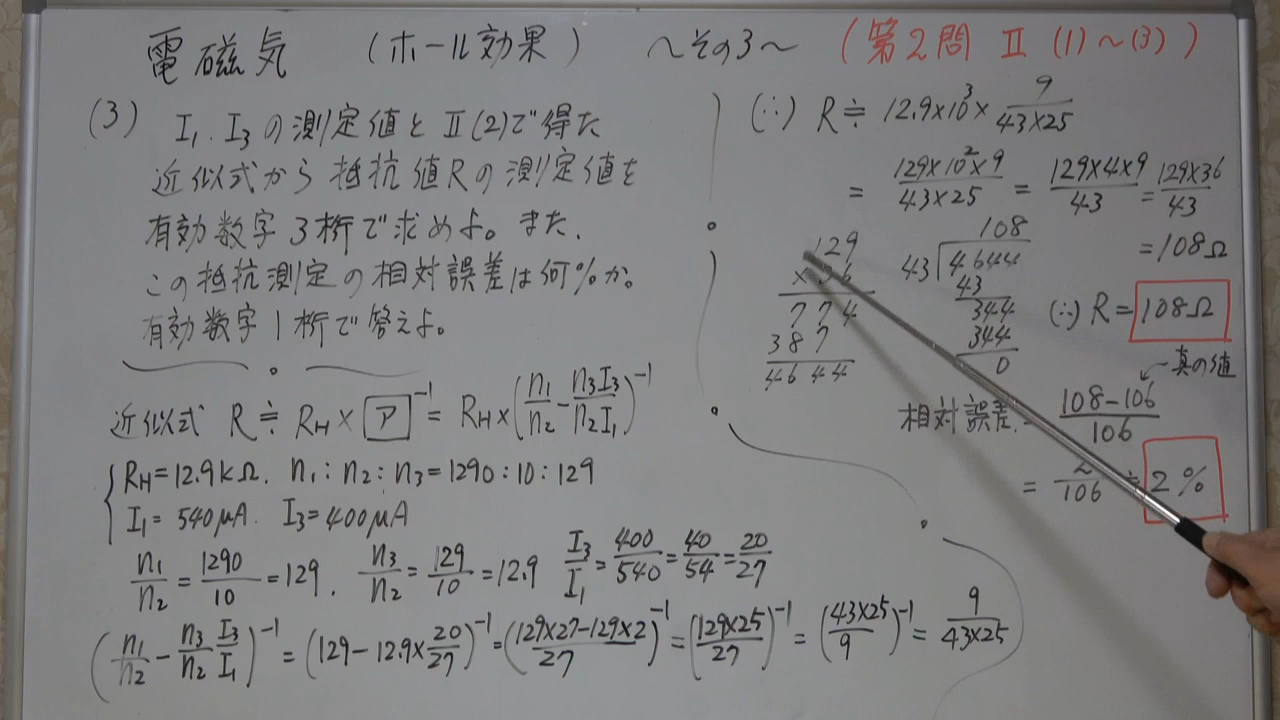 電磁気 (ホール効果) ～その3～ (第2問 Ⅱ (1)～(3))
(3) I₁. I₃の測定値とⅡ(2)で得た
近似式から抵抗値Rの測定値を
有効数字3桁で求めよ。また、
この抵抗測定の相対誤差は何%か。
有効数字1桁で答えよ。
近似式 R≒R_H×[ア]⁻¹=R_H×(n₁/n₂-n₃I₃/n₂I₁)⁻¹
R_H=12.9kΩ. n₁:n₂:n₃=1290:10:129
I₁=540μA. I₃=400μA
n₁/n₂=1290/10=129. n₃/n₂=129/10=12.9 I₃/I₁=400/540=40/54=20/27
(n₁/n₂-n₃/n₂ I₃/I₁)⁻¹=(129-12.9×20/27)⁻¹=((129×27-129×2)/27)⁻¹=(129×25/27)⁻¹=(43×25/9)⁻¹=9/(43×25)
(∴) R≒12.9×10³×9/(43×25)
=(129×10²×9)/(43×25)=(129×4×9)/43=(129×36)/43
=108Ω
129
×36
774
387
4644
108
43)4644
43
344
344
0
(∴) R=108Ω
←真の値
相対誤差=(108-106)/106
=2/106≒2%